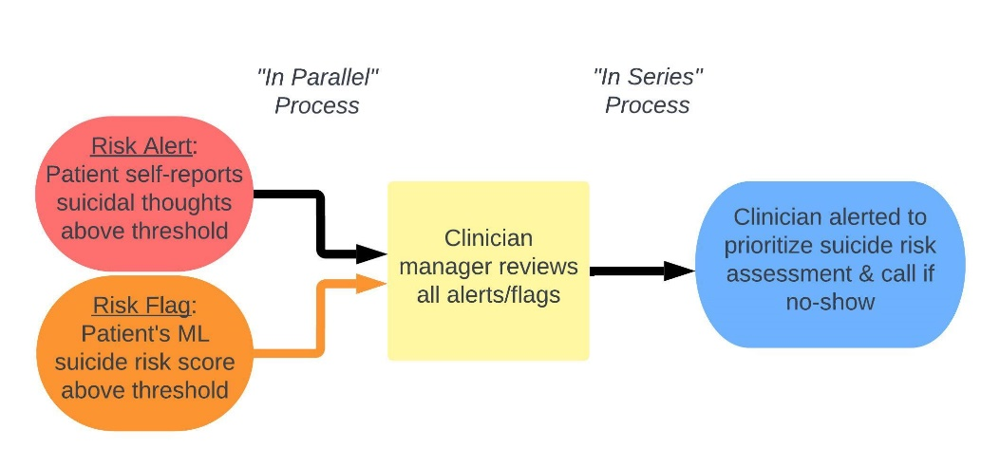 "In Parallel"
Process
"In Series"
Process
Risk Alert:
Patient self-reports
suicidal thoughts
above threshold
Risk Flag:
Patient's ML
suicide risk score
above threshold
Clinician
manager reviews
all alerts/flags
Clinician alerted to
prioritize suicide risk
assessment & call if
no-show